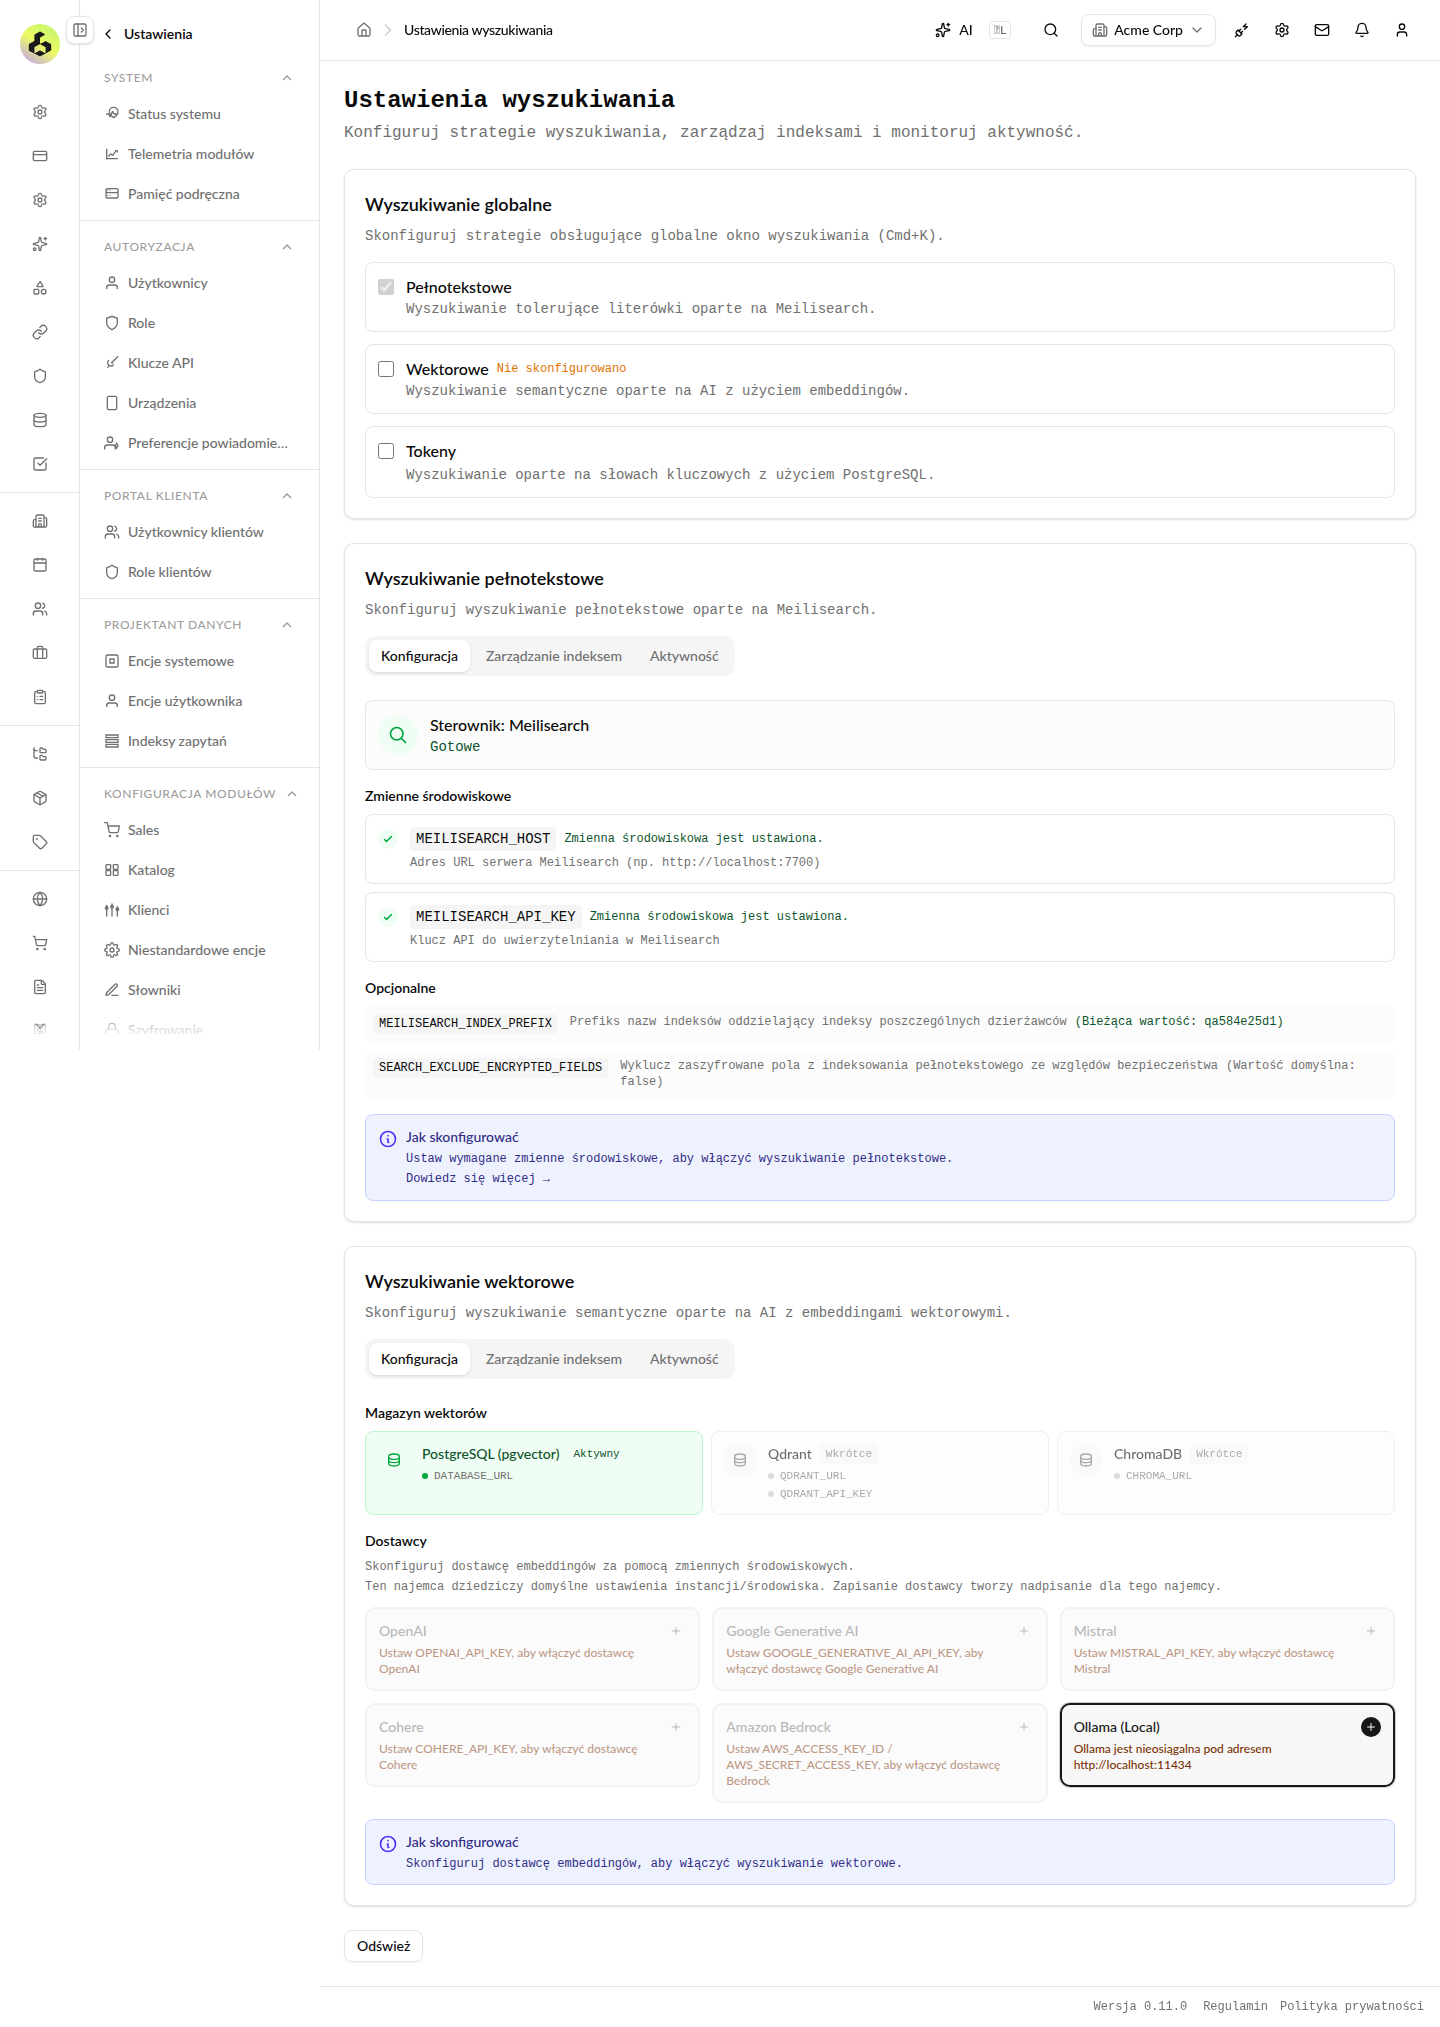 Ustawienia
SYSTEM
Status systemu
Telemetria modułów
Pamięć podręczna
AUTORYZACJA
Użytkownicy
Role
Klucze API
Urządzenia
Preferencje powiadomie...
PORTAL KLIENTA
Użytkownicy klientów
Role klientów
PROJEKTANT DANYCH
Encje systemowe
Encje użytkownika
Indeksy zapytań
KONFIGURACJA MODUŁÓW
Sales
Katalog
Klienci
Niestandardowe encje
Słowniki
Szyfrowanie
Ustawienia wyszukiwania
AI
Acme Corp
Ustawienia wyszukiwania
Konfiguruj strategie wyszukiwania, zarządzaj indeksami i monitoruj aktywność.
Wyszukiwanie globalne
Skonfiguruj strategie obsługujące globalne okno wyszukiwania (Cmd+K).
Pełnotekstowe
Wyszukiwanie tolerujące literówki oparte na Meilisearch.
Wektorowe Nie skonfigurowano
Wyszukiwanie semantyczne oparte na AI z użyciem embeddingów.
Tokeny
Wyszukiwanie oparte na słowach kluczowych z użyciem PostgreSQL.
Wyszukiwanie pełnotekstowe
Skonfiguruj wyszukiwanie pełnotekstowe oparte na Meilisearch.
Konfiguracja Zarządzanie indeksem Aktywność
Sterownik: Meilisearch
Gotowe
Zmienne środowiskowe
MEILISEARCH_HOST Zmienna środowiskowa jest ustawiona.
Adres URL serwera Meilisearch (np. http://localhost:7700)
MEILISEARCH_API_KEY Zmienna środowiskowa jest ustawiona.
Klucz API do uwierzytelniania w Meilisearch
Opcjonalne
MEILISEARCH_INDEX_PREFIX Prefiks nazw indeksów oddzielający indeksy poszczególnych dzierżawców (Bieżąca wartość: qa584e25d1)
SEARCH_EXCLUDE_ENCRYPTED_FIELDS Wyklucz zaszyfrowane pola z indeksowania pełnotekstowego ze względów bezpieczeństwa (Wartość domyślna:
false)
Jak skonfigurować
Ustaw wymagane zmienne środowiskowe, aby włączyć wyszukiwanie pełnotekstowe.
Dowiedz się więcej →
Wyszukiwanie wektorowe
Skonfiguruj wyszukiwanie semantyczne oparte na AI z embeddingami wektorowymi.
Konfiguracja Zarządzanie indeksem Aktywność
Magazyn wektorów
PostgreSQL (pgvector) Aktywny
DATABASE_URL
Qdrant Wkrótce
QDRANT_URL
QDRANT_API_KEY
ChromaDB Wkrótce
CHROMA_URL
Dostawcy
Skonfiguruj dostawcę embeddingów za pomocą zmiennych środowiskowych.
Ten najemca dziedziczy domyślne ustawienia instancji/środowiska. Zapisanie dostawcy tworzy nadpisanie dla tego najemcy.
OpenAI
Ustaw OPENAI_API_KEY, aby włączyć dostawcę
OpenAI
Google Generative AI
Ustaw GOOGLE_GENERATIVE_AI_API_KEY, aby
włączyć dostawcę Google Generative AI
Mistral
Ustaw MISTRAL_API_KEY, aby włączyć dostawcę
Mistral
Cohere
Ustaw COHERE_API_KEY, aby włączyć dostawcę
Cohere
Amazon Bedrock
Ustaw AWS_ACCESS_KEY_ID /
AWS_SECRET_ACCESS_KEY, aby włączyć dostawcę
Bedrock
Ollama (Local)
Ollama jest nieosiągalna pod adresem
http://localhost:11434
Jak skonfigurować
Skonfiguruj dostawcę embeddingów, aby włączyć wyszukiwanie wektorowe.
Odśwież
Wersja 0.11.0 Regulamin Polityka prywatności